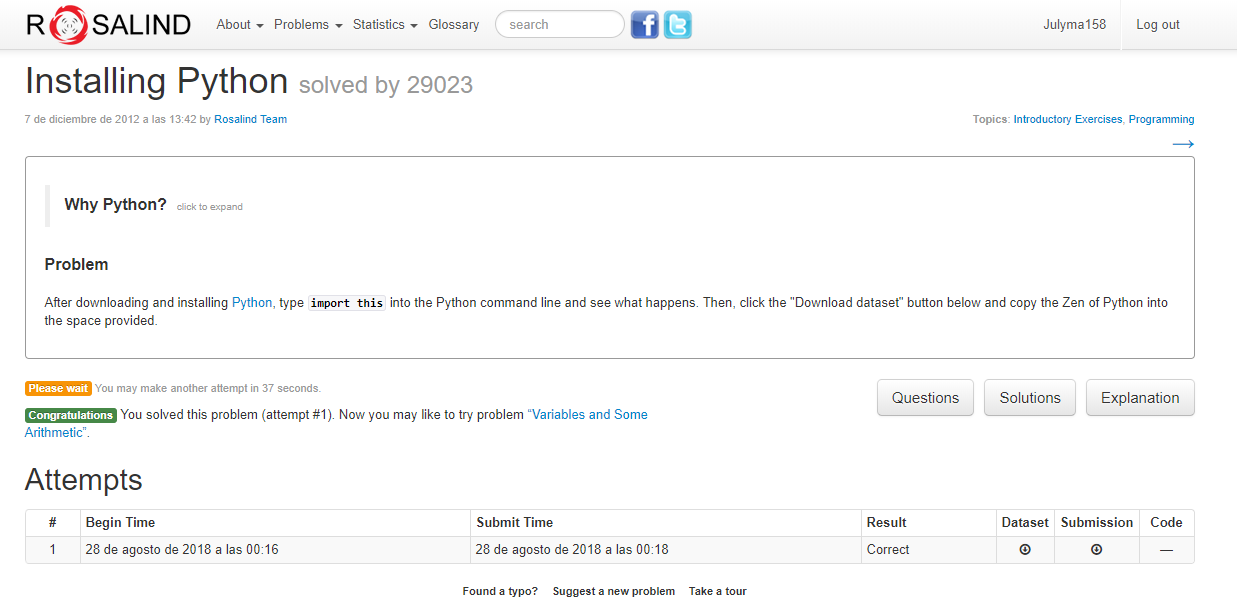 ROSALIND About Problems Statistics Glossary search Julyma158 Log out
Installing Python solved by 29023
7 de diciembre de 2012 a las 13:42 by Rosalind Team Topics: Introductory Exercises, Programming
→
Why Python? click to expand
Problem
After downloading and installing Python, type import this into the Python command line and see what happens. Then, click the "Download dataset" button below and copy the Zen of Python into
the space provided.
Please wait You may make another attempt in 37 seconds.
Questions Solutions Explanation
Congratulations You solved this problem (attempt #1). Now you may like to try problem “Variables and Some
Arithmetic”.
Attempts
# Begin Time Submit Time Result Dataset Submission Code
1 28 de agosto de 2018 a las 00:16 28 de agosto de 2018 a las 00:18 Correct —
Found a typo? Suggest a new problem Take a tour